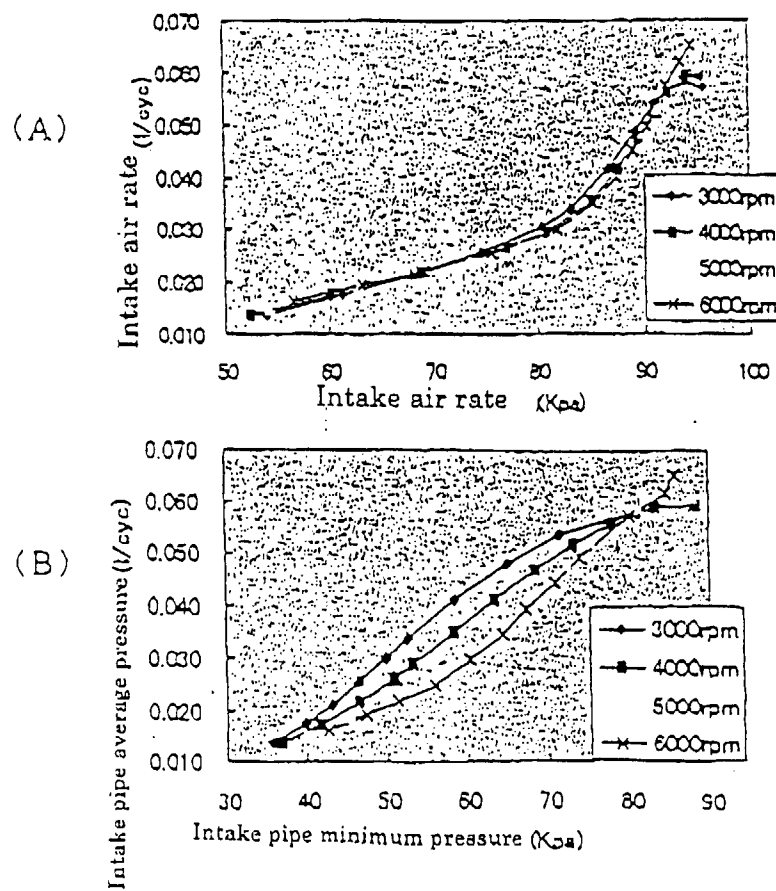 (A)
Intake air rate (l/cyc)
0.070
0.060
0.050
0.040
0.030
0.020
0.010
50 60 70 80 90 100
Intake air rate (Kpa)
3000rpm
4000rpm
5000rpm
6000rpm
(B)
Intake pipe average pressure (l/cyc)
0.070
0.060
0.050
0.040
0.030
0.020
0.010
30 40 50 60 70 80 90
Intake pipe minimum pressure (Kpa)
3000rpm
4000rpm
5000rpm
6000rpm